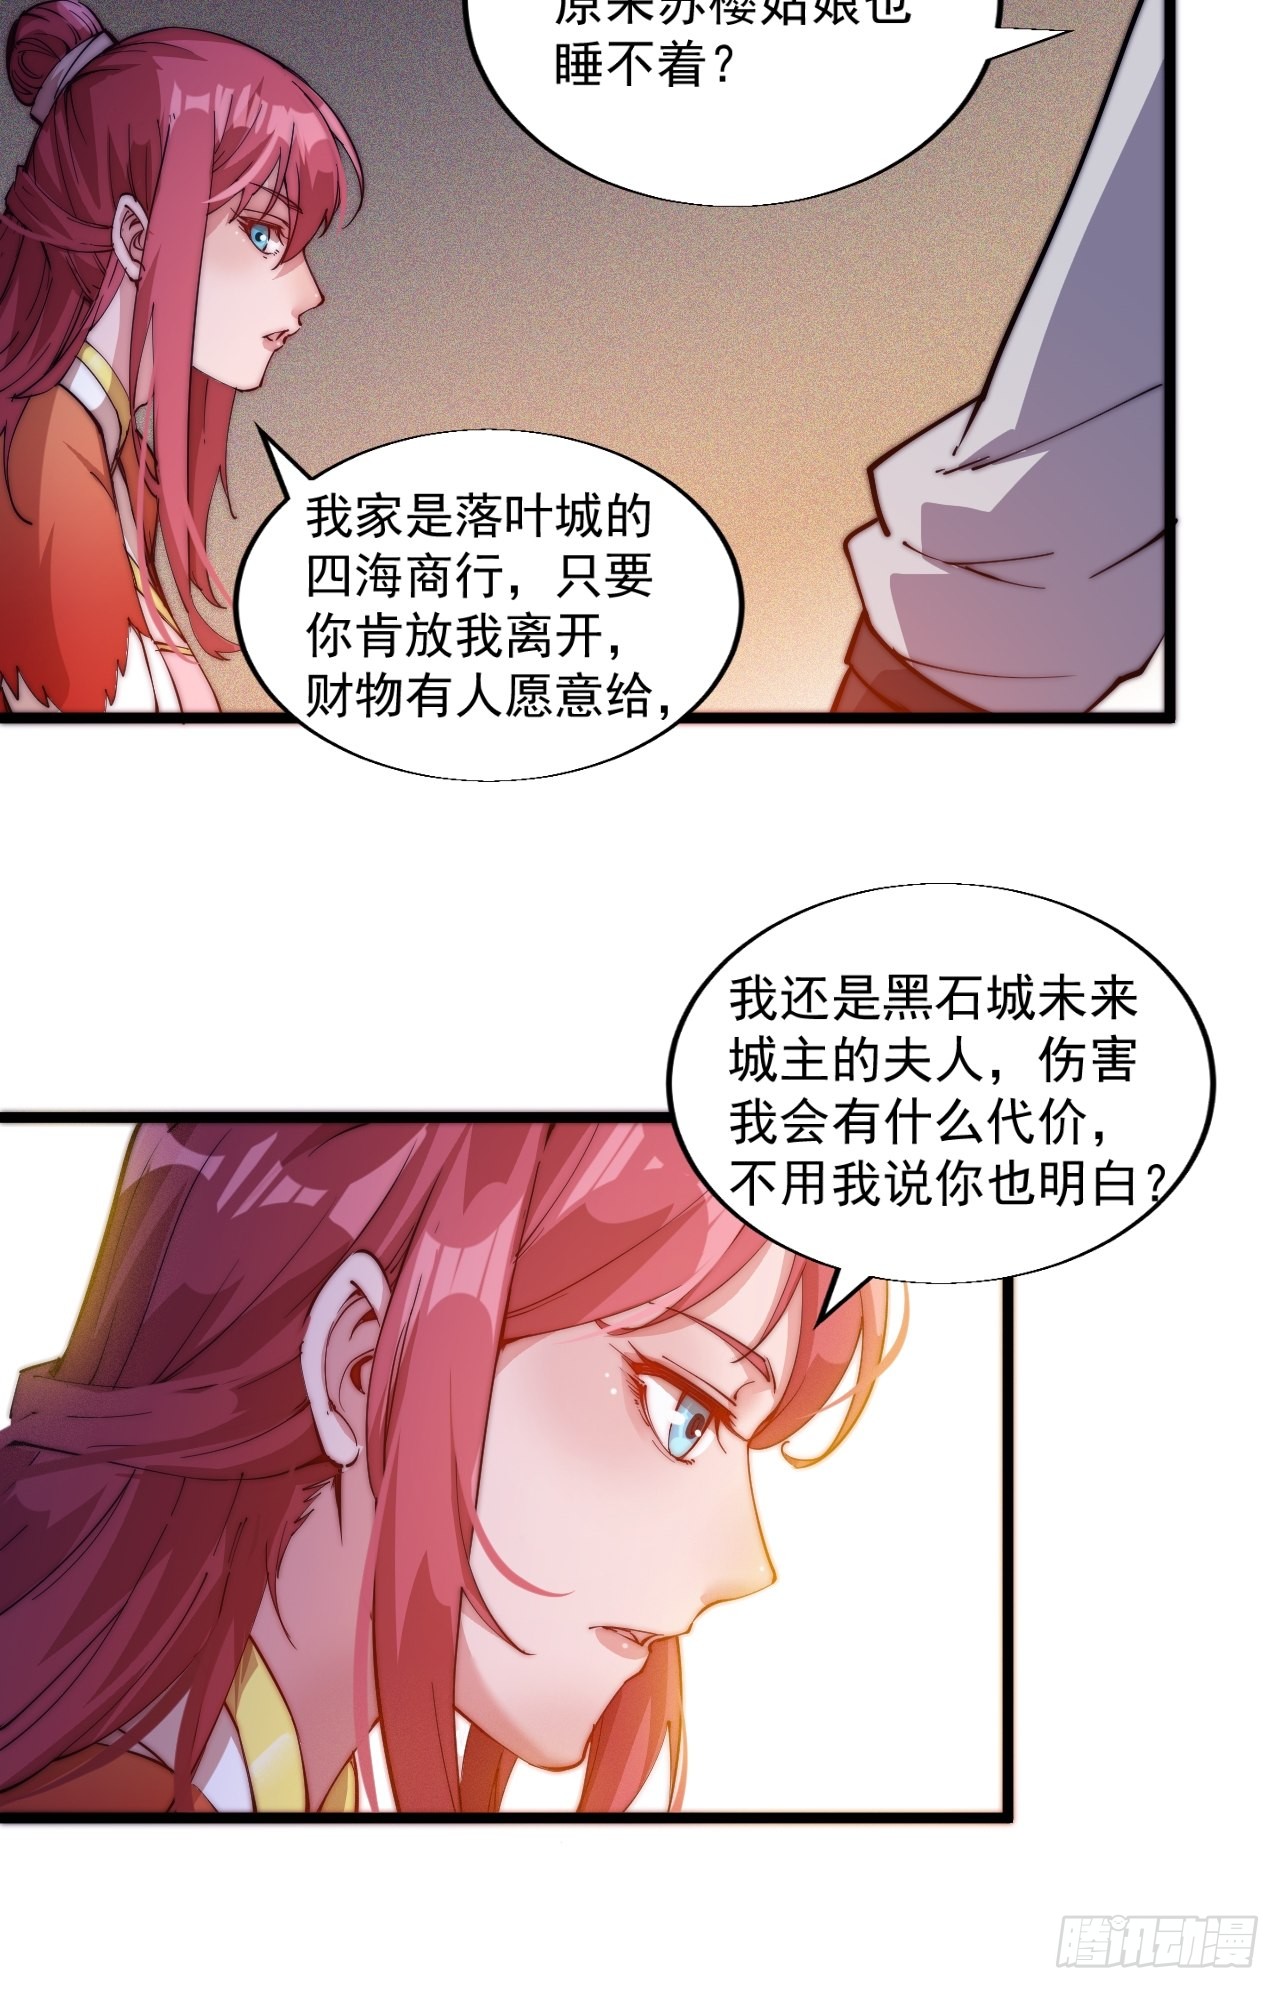 原来苏樱姑娘也
睡不着？
我家是落叶城的
四海商行，只要
你肯放我离开，
财物有人愿意给，
我还是黑石城未来
城主的夫人，伤害
我会有什么代价，
不用我说你也明白？
腾讯动漫